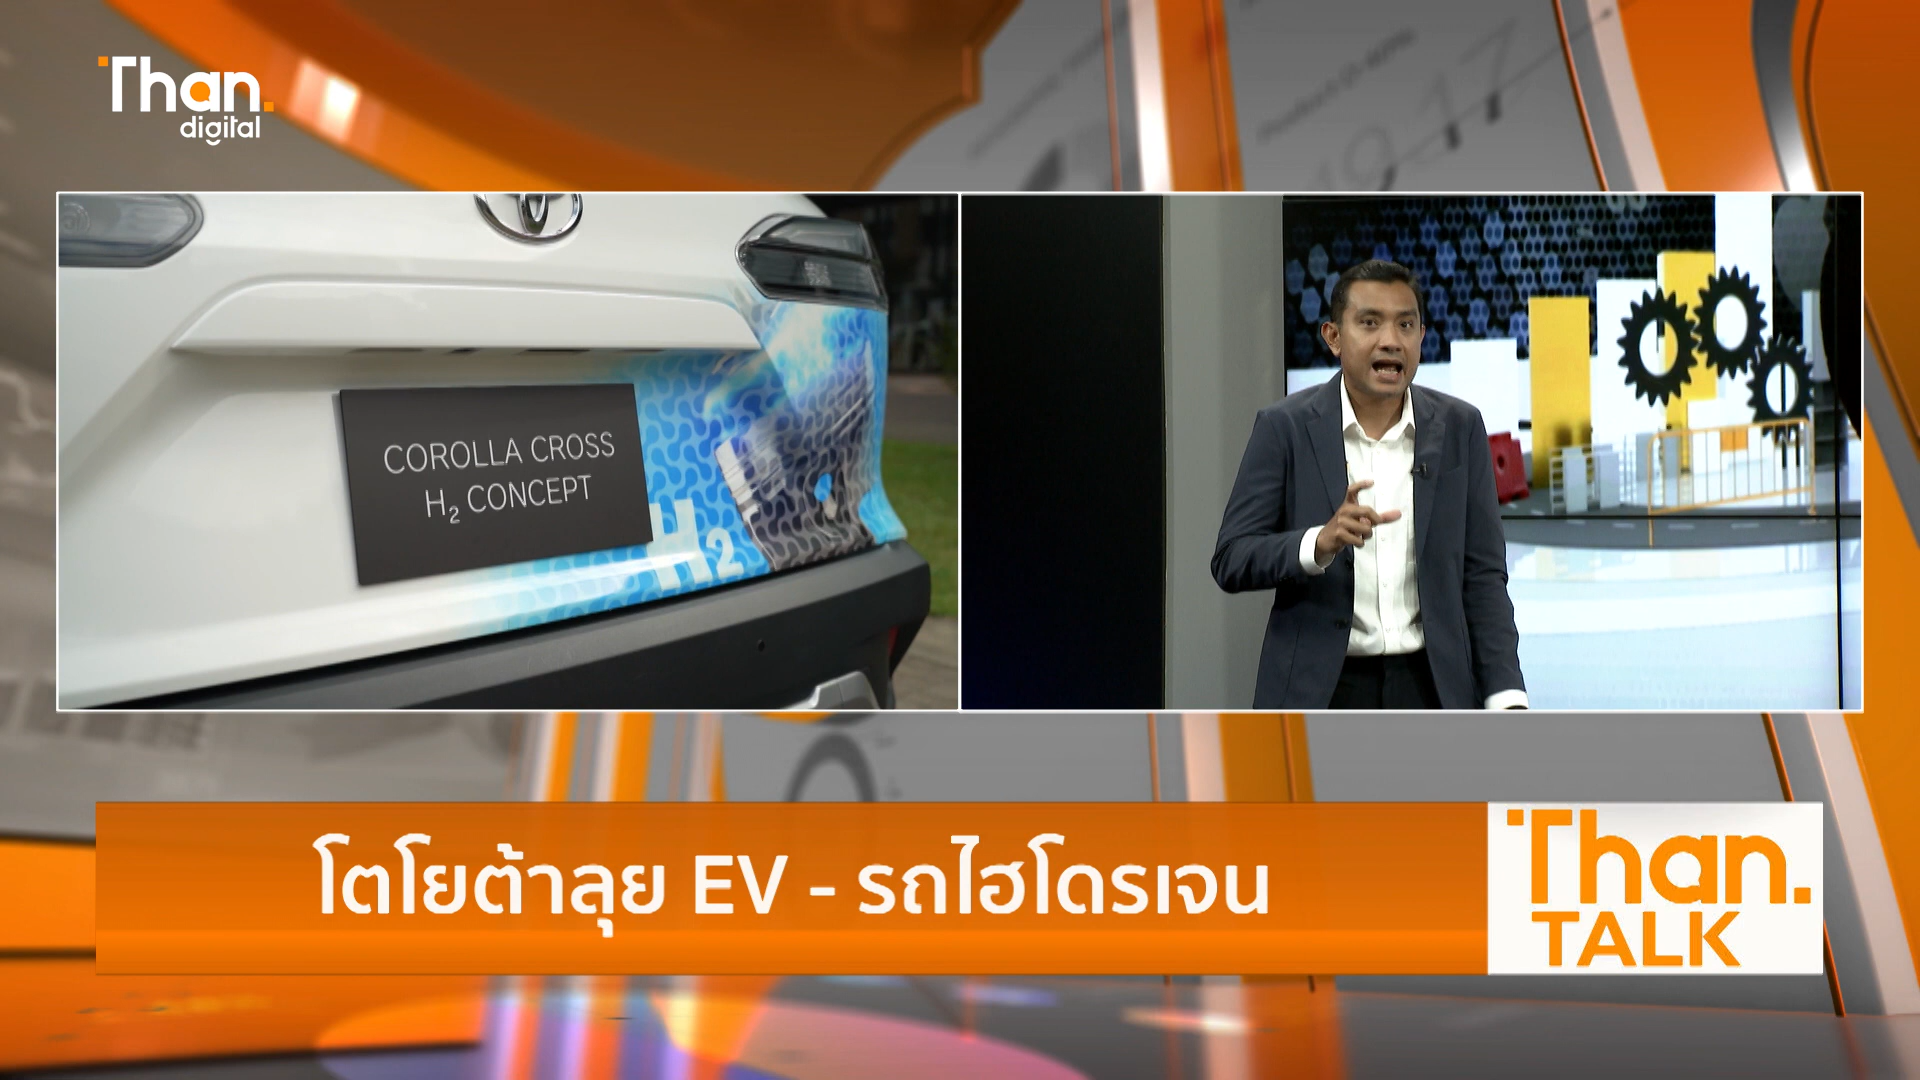 Than.
digital
COROLLA CROSS
H₂ CONCEPT
H₂
โตโยต้าลุย EV - รถไฮโดรเจน
Than.
TALK